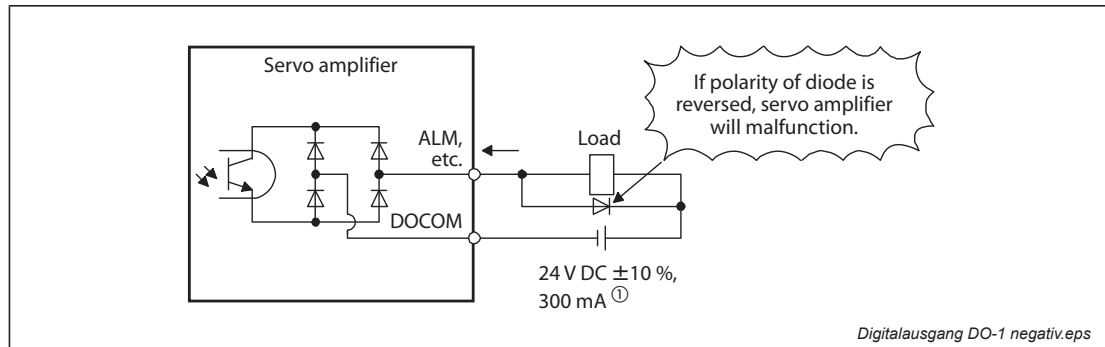 Servo amplifier
If polarity of diode is
reversed, servo amplifier
will malfunction.
ALM,
etc.
Load
DOCOM
24 V DC ±10 %,
300 mA ①
Digitalausgang DO-1 negativ.eps